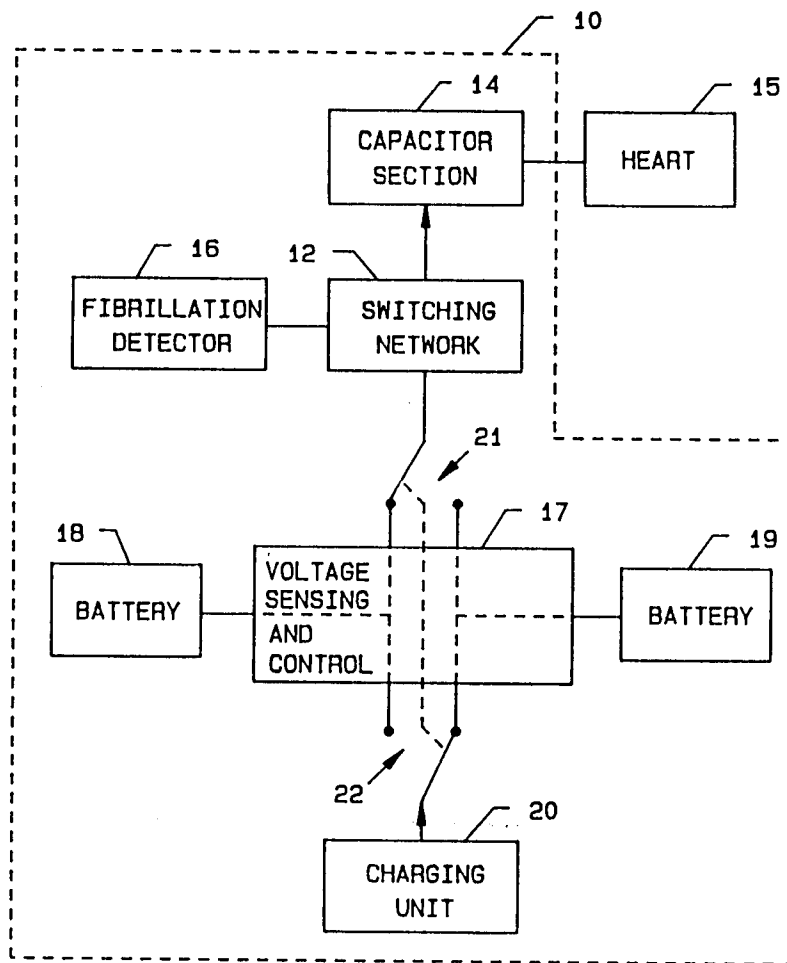 10
14
15
CAPACITOR
SECTION
HEART
16
12
FIBRILLATION
DETECTOR
SWITCHING
NETWORK
21
18
17
19
BATTERY
VOLTAGE
SENSING
AND
CONTROL
BATTERY
22
20
CHARGING
UNIT